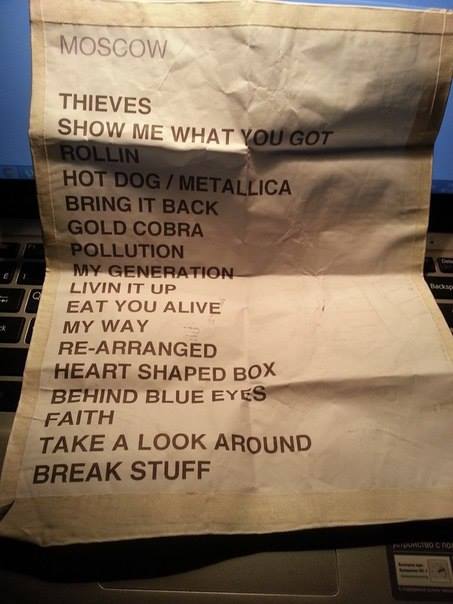 MOSCOW
THIEVES
SHOW ME WHAT YOU GOT
ROLLIN
HOT DOG / METALLICA
BRING IT BACK
GOLD COBRA
POLLUTION
MY GENERATION
LIVIN IT UP
EAT YOU ALIVE
MY WAY
RE-ARRANGED
HEART SHAPED BOX
BEHIND BLUE EYES
FAITH
TAKE A LOOK AROUND
BREAK STUFF
Q